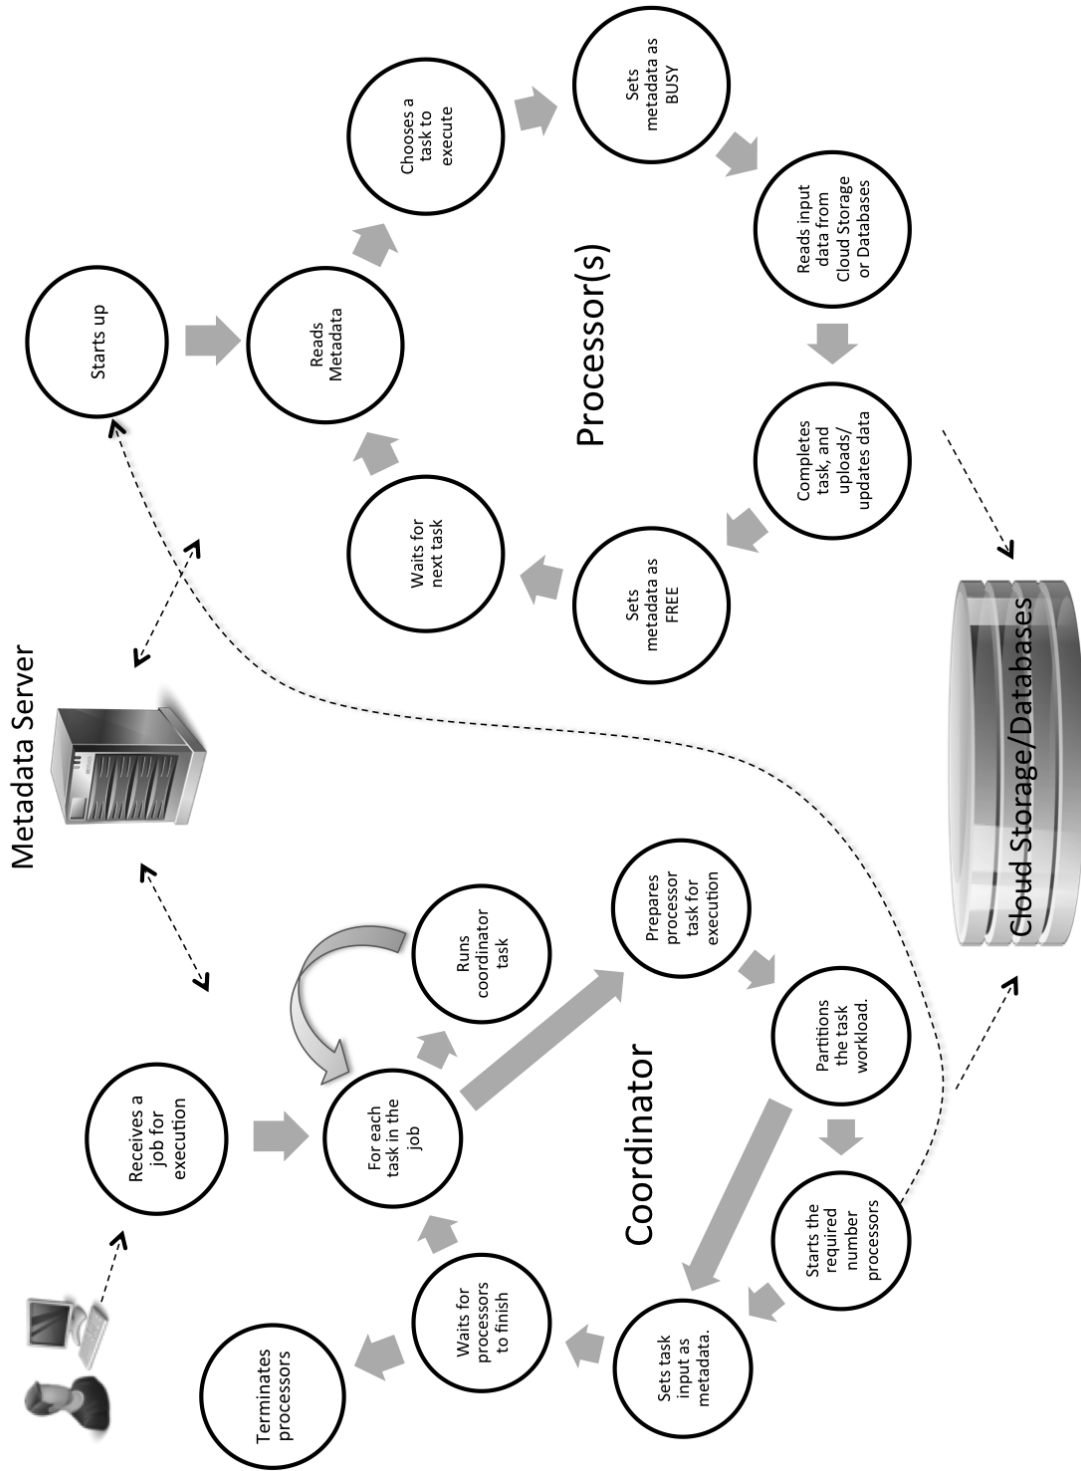 Metadata Server
Receives a
job for
execution
For each
task in the
job
Runs
coordinator
task
Prepares
processor
task for
execution
Partitions
the task
workload.
Starts the
required
number
processors
Sets task
input as
metadata.
Waits for
processors
to finish
Terminates
processors
Coordinator
Starts up
Reads
Metadata
Chooses a
task to
execute
Sets
metadata as
BUSY
Reads input
data from
Cloud Storage
or Databases
Completes
task, and
uploads/
updates data
Sets
metadata as
FREE
Waits for
next task
Processor(s)
Cloud Storage/Databases